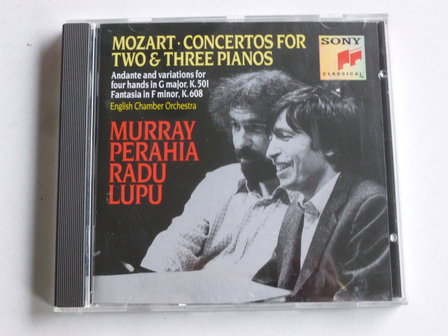 MOZART · CONCERTOS FOR
TWO & THREE PIANOS
Andante and variations for
four hands in G major, K. 501
Fantasia in F minor, K. 608
English Chamber Orchestra
MURRAY
PERAHIA
RADU
LUPU
SONY
CLASSICAL